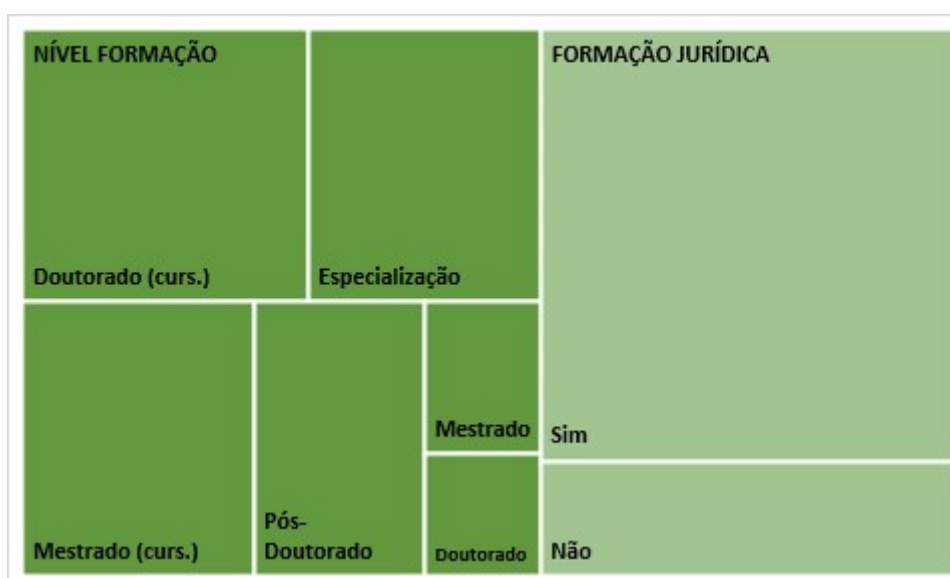 NÍVEL FORMAÇÃO
Doutorado (curs.)
Especialização
Mestrado (curs.)
Pós-
Doutorado
Mestrado
Doutorado
FORMAÇÃO JURÍDICA
Sim
Não